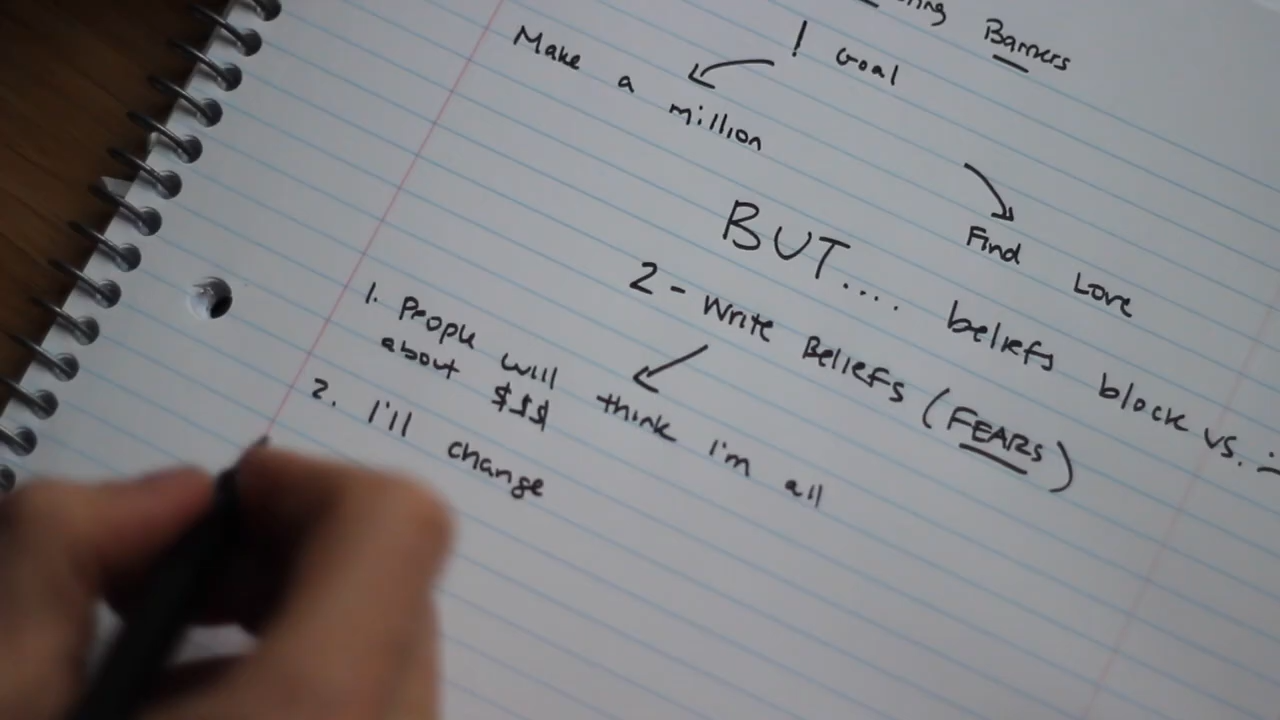 Barriers
1 Goal
Make a million
Find Love
BUT.... beliefs block vs.
2 - Write Beliefs (FEARS)
1. People will think I'm all
about $$$
2. I'll change